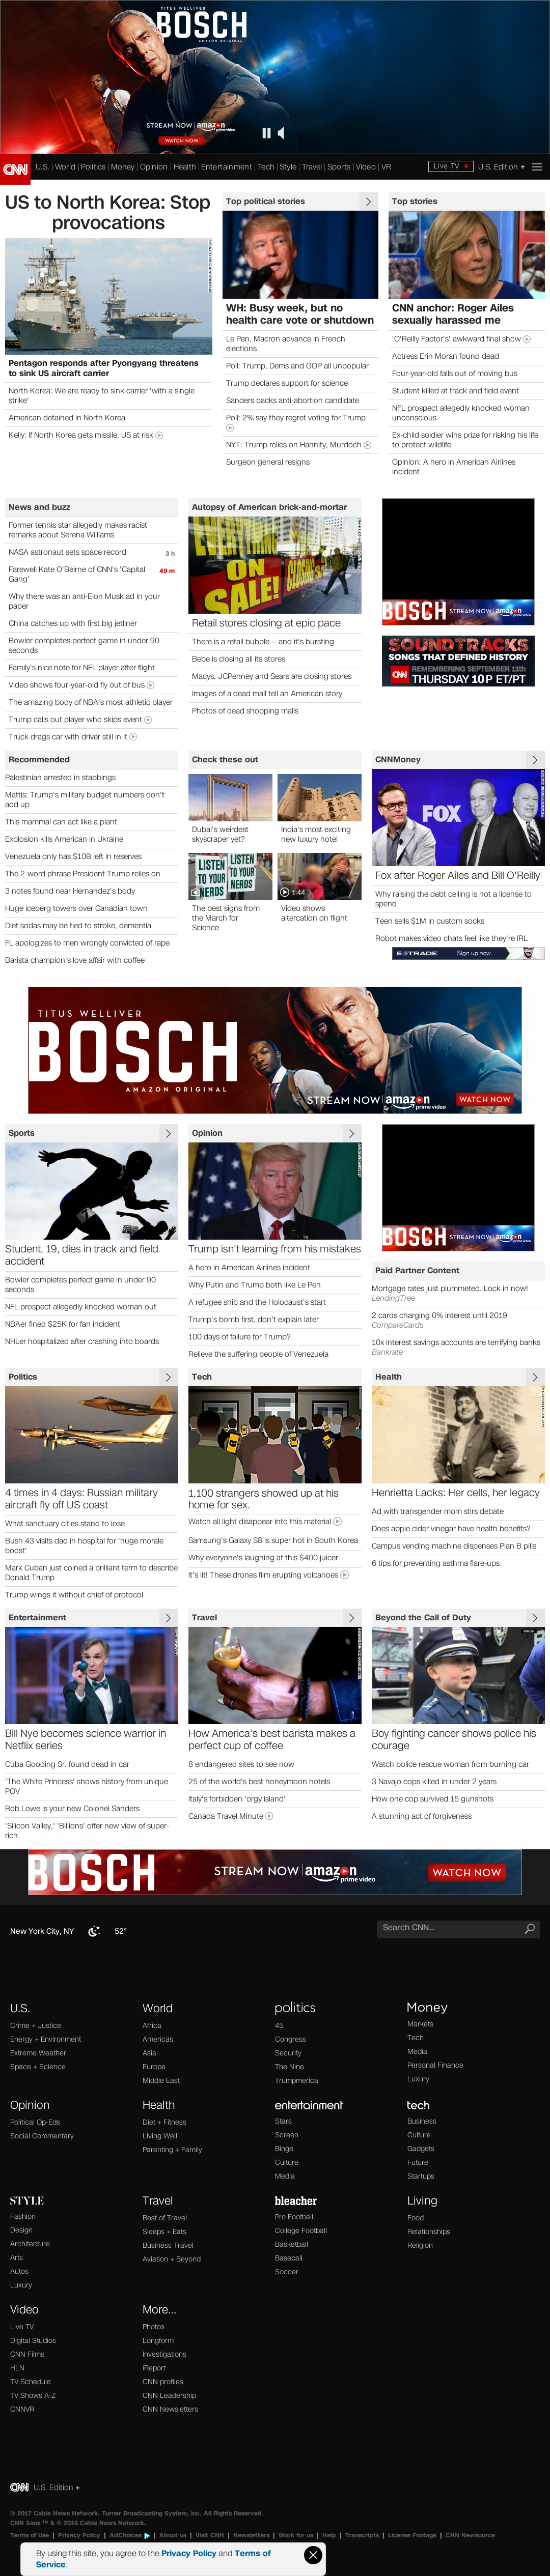 TITUS WELLIVER
BOSCH
AMAZON ORIGINAL
STREAM NOW amazon prime video
WATCH NOW
CNN U.S. World Politics Money Opinion Health Entertainment Tech Style Travel Sports Video VR Live TV U.S. Edition +
US to North Korea: Stop
provocations
Pentagon responds after Pyongyang threatens
to sink US aircraft carrier
North Korea: We are ready to sink carrier 'with a single
strike'
American detained in North Korea
Kelly: If North Korea gets missile, US at risk
Top political stories
WH: Busy week, but no
health care vote or shutdown
Le Pen, Macron advance in French
elections
Poll: Trump, Dems and GOP all unpopular
Trump declares support for science
Sanders backs anti-abortion candidate
Poll: 2% say they regret voting for Trump
NYT: Trump relies on Hannity, Murdoch
Surgeon general resigns
Top stories
CNN anchor: Roger Ailes
sexually harassed me
'O'Reilly Factor's' awkward final show
Actress Erin Moran found dead
Four-year-old falls out of moving bus
Student killed at track and field event
NFL prospect allegedly knocked woman
unconscious
Ex-child soldier wins prize for risking his life
to protect wildlife
Opinion: A hero in American Airlines
incident
News and buzz
Former tennis star allegedly makes racist
remarks about Serena Williams
NASA astronaut sets space record 3 h
Farewell Kate O'Beirne of CNN's 'Capital 49 m
Gang'
Why there was an anti-Elon Musk ad in your
paper
China catches up with first big jetliner
Bowler completes perfect game in under 90
seconds
Family's nice note for NFL player after flight
Video shows four-year-old fly out of bus
The amazing body of NBA's most athletic player
Trump calls out player who skips event
Truck drags car with driver still in it
Autopsy of American brick-and-mortar
EVERYTHING
ON
SALE!
Retail stores closing at epic pace
There is a retail bubble -- and it's bursting
Bebe is closing all its stores
Macys, JCPenney and Sears are closing stores
Images of a dead mall tell an American story
Photos of dead shopping malls
BOSCH STREAM NOW amazon prime video
SOUNDTRACKS
SONGS THAT DEFINED HISTORY
CNN REMEMBERING SEPTEMBER 11th
THURSDAY 10P ET/PT
Recommended
Palestinian arrested in stabbings
Mattis: Trump's military budget numbers don't
add up
This mammal can act like a plant
Explosion kills American in Ukraine
Venezuela only has $10B left in reserves
The 2-word phrase President Trump relies on
3 notes found near Hernandez's body
Huge iceberg towers over Canadian town
Diet sodas may be tied to stroke, dementia
FL apologizes to men wrongly convicted of rape
Barista champion's love affair with coffee
Check these out
Dubai's weirdest
skyscraper yet?
India's most exciting
new luxury hotel
LISTEN TO YOUR NERDS
1:44
The best signs from
the March for
Science
Video shows
altercation on flight
CNNMoney
FOX
Fox after Roger Ailes and Bill O'Reilly
Why raising the debt ceiling is not a license to
spend
Teen sells $1M in custom socks
Robot makes video chats feel like they're IRL
E*TRADE Sign up now.
TITUS WELLIVER
BOSCH
AMAZON ORIGINAL
STREAM NOW amazon prime video WATCH NOW
Sports
Student, 19, dies in track and field
accident
Bowler completes perfect game in under 90
seconds
NFL prospect allegedly knocked woman out
NBAer fined $25K for fan incident
NHLer hospitalized after crashing into boards
Opinion
Trump isn't learning from his mistakes
A hero in American Airlines incident
Why Putin and Trump both like Le Pen
A refugee ship and the Holocaust's start
Trump's bomb first, don't explain later
100 days of failure for Trump?
Relieve the suffering people of Venezuela
BOSCH STREAM NOW amazon prime video
Paid Partner Content
Mortgage rates just plummeted. Lock in now!
LendingTree
2 cards charging 0% interest until 2019
CompareCards
10x interest savings accounts are terrifying banks
Bankrate
Politics
4 times in 4 days: Russian military
aircraft fly off US coast
What sanctuary cities stand to lose
Bush 43 visits dad in hospital for 'huge morale
boost'
Mark Cuban just coined a brilliant term to describe
Donald Trump
Trump wings it without chief of protocol
Tech
1,100 strangers showed up at his
home for sex.
Watch all light disappear into this material
Samsung's Galaxy S8 is super hot in South Korea
Why everyone's laughing at this $400 juicer
It's lit! These drones film erupting volcanoes
Health
Henrietta Lacks: Her cells, her legacy
Ad with transgender mom stirs debate
Does apple cider vinegar have health benefits?
Campus vending machine dispenses Plan B pills
6 tips for preventing asthma flare-ups
Entertainment
Bill Nye becomes science warrior in
Netflix series
Cuba Gooding Sr. found dead in car
'The White Princess' shows history from unique
POV
Rob Lowe is your new Colonel Sanders
'Silicon Valley,' 'Billions' offer new view of super-
rich
Travel
How America's best barista makes a
perfect cup of coffee
8 endangered sites to see now
25 of the world's best honeymoon hotels
Italy's forbidden 'orgy island'
Canada Travel Minute
Beyond the Call of Duty
Boy fighting cancer shows police his
courage
Watch police rescue woman from burning car
3 Navajo cops killed in under 2 years
How one cop survived 15 gunshots
A stunning act of forgiveness
BOSCH STREAM NOW amazon prime video WATCH NOW
New York City, NY 52°
Search CNN...
U.S.
Crime + Justice
Energy + Environment
Extreme Weather
Space + Science
World
Africa
Americas
Asia
Europe
Middle East
politics
45
Congress
Security
The Nine
Trumpmerica
Money
Markets
Tech
Media
Personal Finance
Luxury
Opinion
Political Op-Eds
Social Commentary
Health
Diet + Fitness
Living Well
Parenting + Family
entertainment
Stars
Screen
Binge
Culture
Media
tech
Business
Culture
Gadgets
Future
Startups
STYLE
Fashion
Design
Architecture
Arts
Autos
Luxury
Travel
Best of Travel
Sleeps + Eats
Business Travel
Aviation + Beyond
bleacher
Pro Football
College Football
Basketball
Baseball
Soccer
Living
Food
Relationships
Religion
Video
Live TV
Digital Studios
CNN Films
HLN
TV Schedule
TV Shows A-Z
CNNVR
More...
Photos
Longform
Investigations
iReport
CNN profiles
CNN Leadership
CNN Newsletters
CNN U.S. Edition +
© 2017 Cable News Network. Turner Broadcasting System, Inc. All Rights Reserved.
CNN Sans ™ & © 2016 Cable News Network.
Terms of Use | Privacy Policy | AdChoices | About us | Visit CNN | Newsletters | Work for us | Help | Transcripts | License Footage | CNN Newsource
By using this site, you agree to the Privacy Policy and Terms of
Service.